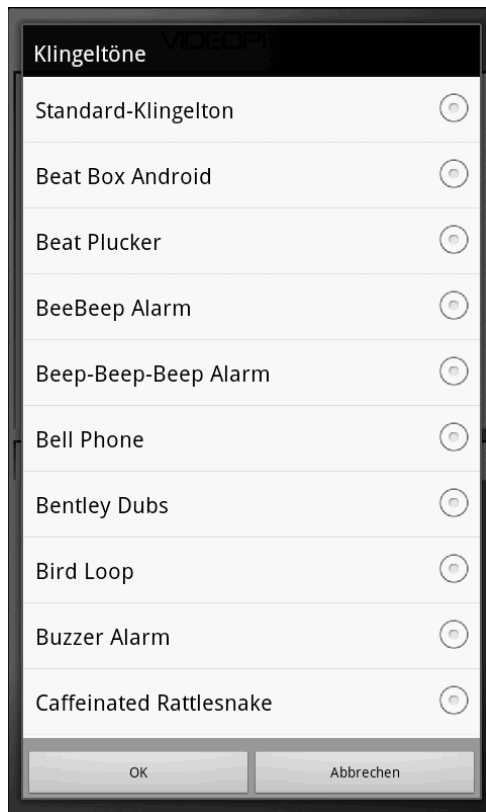 Klingeltöne
Standard-Klingelton
Beat Box Android
Beat Plucker
BeeBeep Alarm
Beep-Beep-Beep Alarm
Bell Phone
Bentley Dubs
Bird Loop
Buzzer Alarm
Caffeinated Rattlesnake
OK
Abbrechen